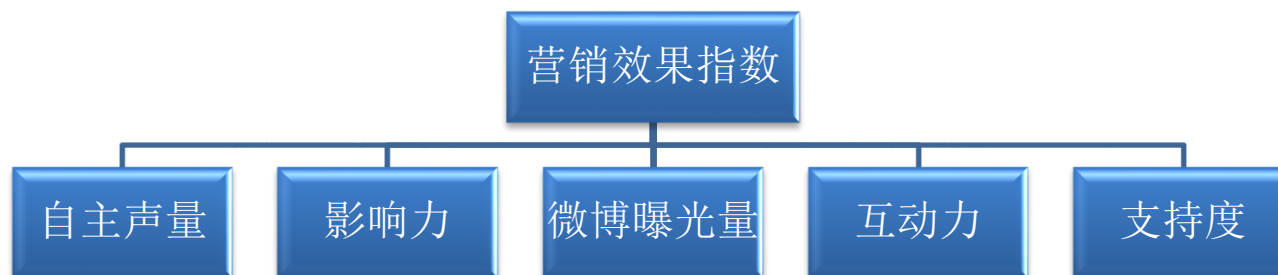 营销效果指数
自主声量
影响力
微博曝光量
互动力
支持度